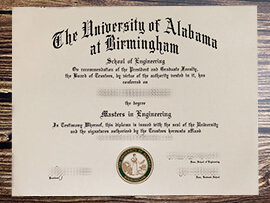 The University of Alabama
at Birmingham
School of Engineering
On recommendation of the President and Graduate Faculty,
the Board of Trustees, by virtue of the authority vested in it, has
conferred on
the degree
Masters in Engineering
In Testimony Whereof, this diploma is issued with the seal of the University
and the signatures authorized by the Trustees hereunto affixed